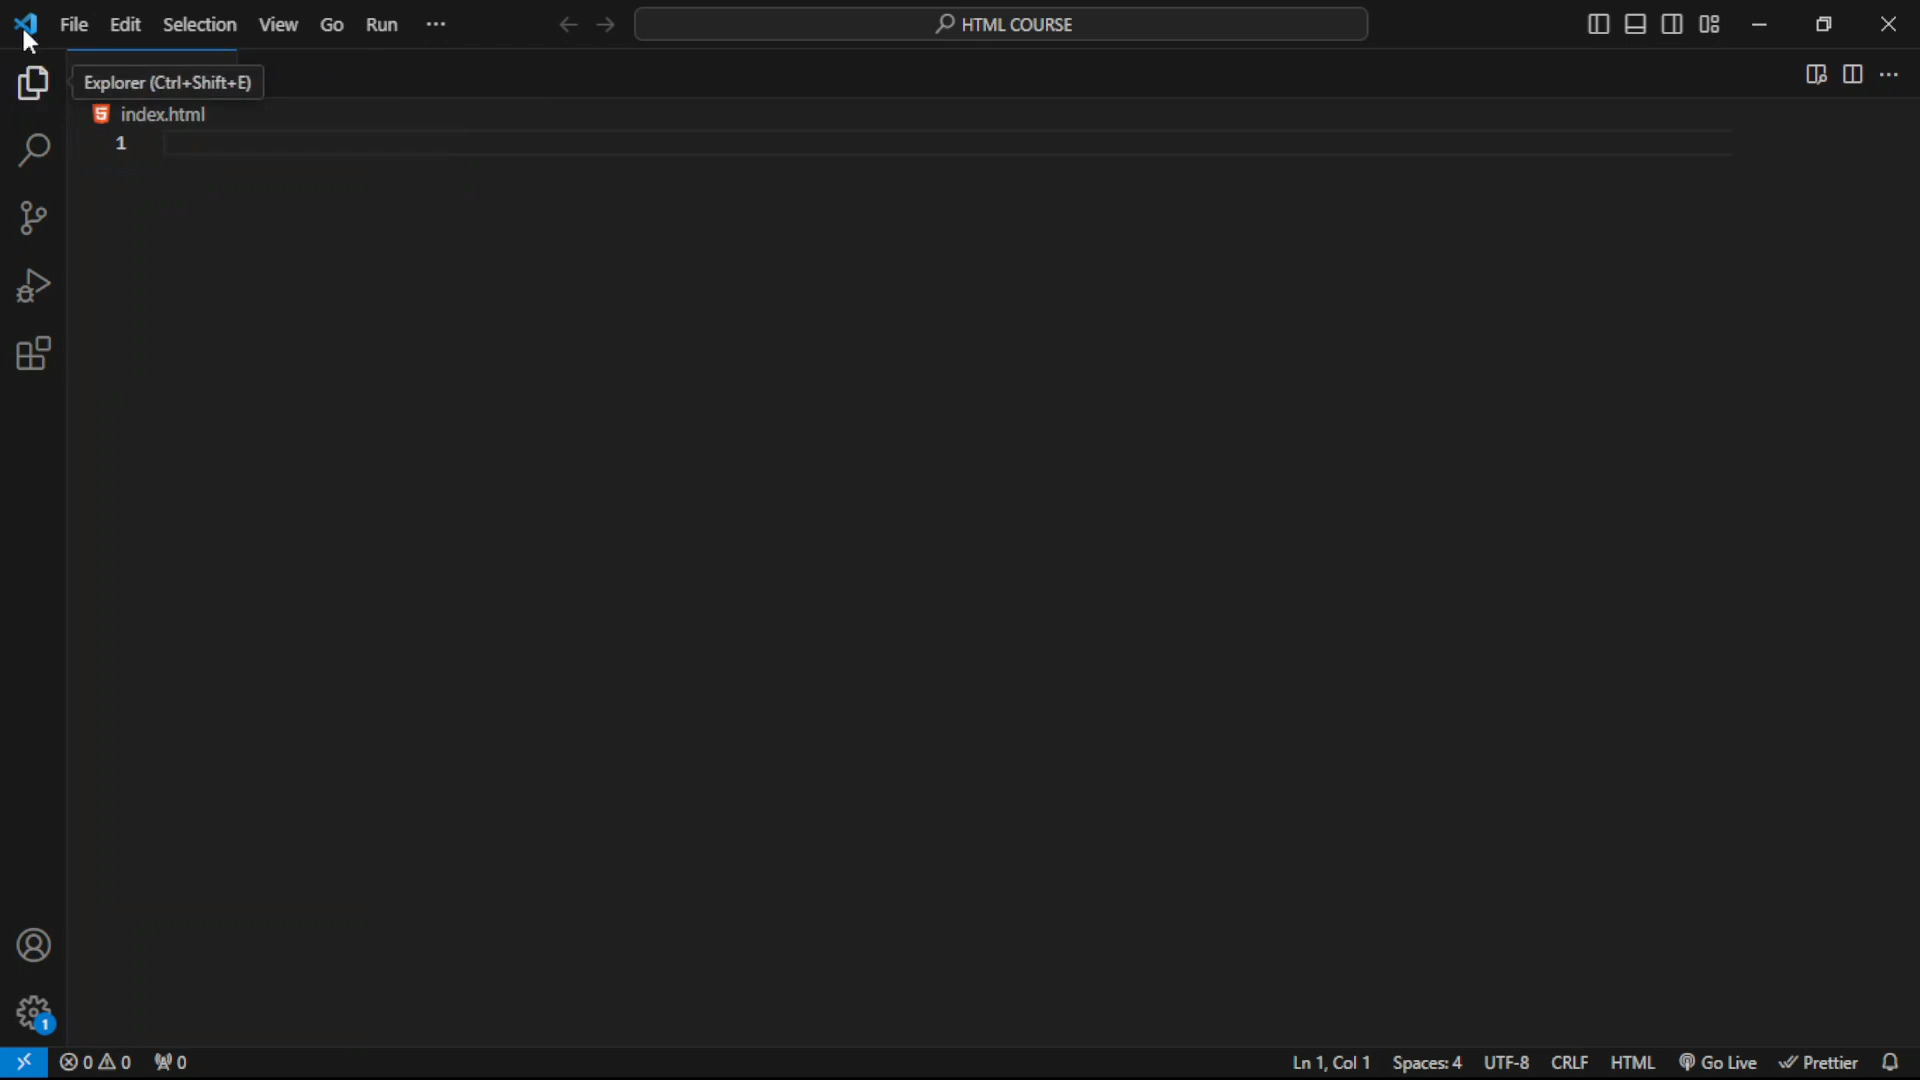 File Edit Selection View Go Run ··· HTML COURSE
Explorer (Ctrl+Shift+E)
index.html
1
1
0 0 0 Ln 1, Col 1 Spaces: 4 UTF-8 CRLF HTML Go Live Prettier